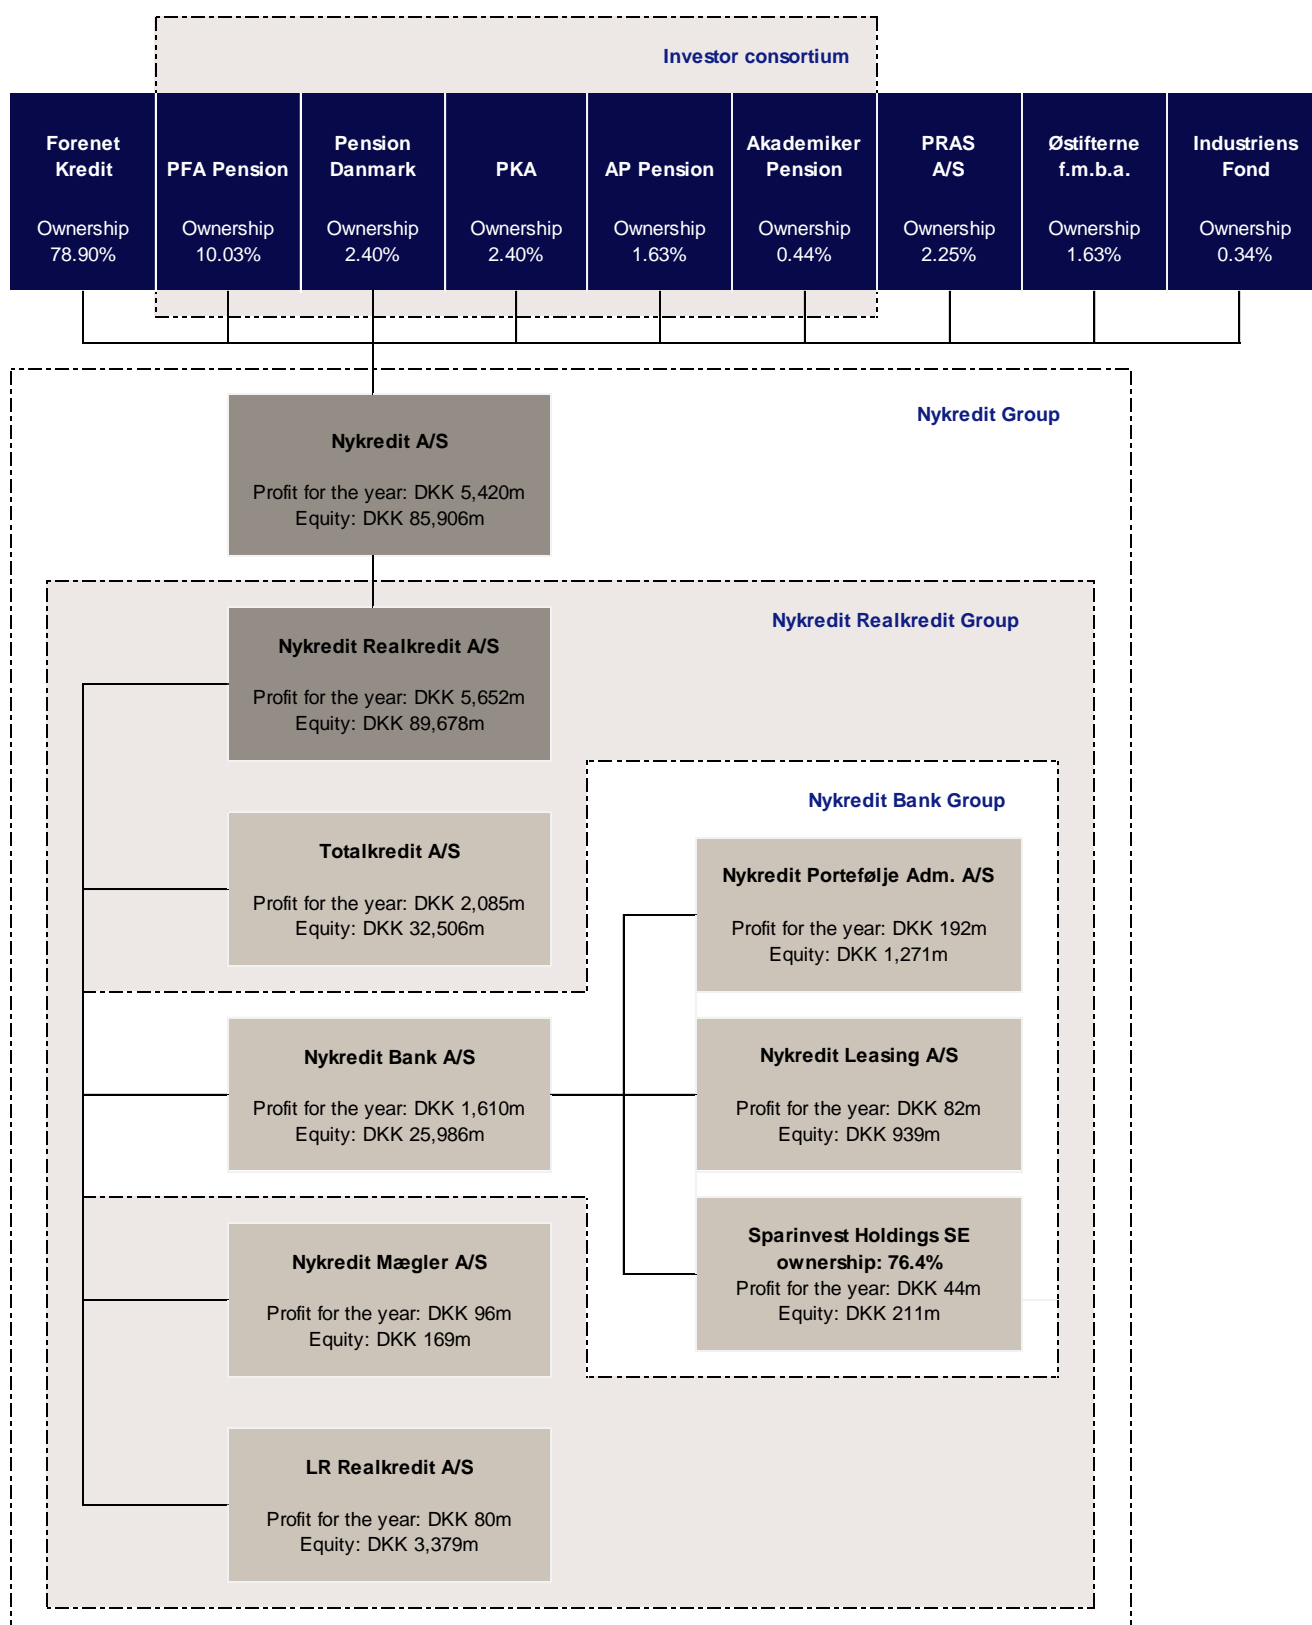 Investor consortium
Forenet
Kredit
Ownership
78.90%
PFA Pension
Ownership
10.03%
Pension
Danmark
Ownership
2.40%
PKA
Ownership
2.40%
AP Pension
Ownership
1.63%
Akademiker
Pension
Ownership
0.44%
PRAS
A/S
Ownership
2.25%
Østifterne
f.m.b.a.
Ownership
1.63%
Industriens
Fond
Ownership
0.34%
Nykredit Group
Nykredit A/S
Profit for the year: DKK 5,420m
Equity: DKK 85,906m
Nykredit Realkredit Group
Nykredit Realkredit A/S
Profit for the year: DKK 5,652m
Equity: DKK 89,678m
Totalkredit A/S
Profit for the year: DKK 2,085m
Equity: DKK 32,506m
Nykredit Bank Group
Nykredit Portefølje Adm. A/S
Profit for the year: DKK 192m
Equity: DKK 1,271m
Nykredit Bank A/S
Profit for the year: DKK 1,610m
Equity: DKK 25,986m
Nykredit Leasing A/S
Profit for the year: DKK 82m
Equity: DKK 939m
Sparinvest Holdings SE
ownership: 76.4%
Profit for the year: DKK 44m
Equity: DKK 211m
Nykredit Mægler A/S
Profit for the year: DKK 96m
Equity: DKK 169m
LR Realkredit A/S
Profit for the year: DKK 80m
Equity: DKK 3,379m